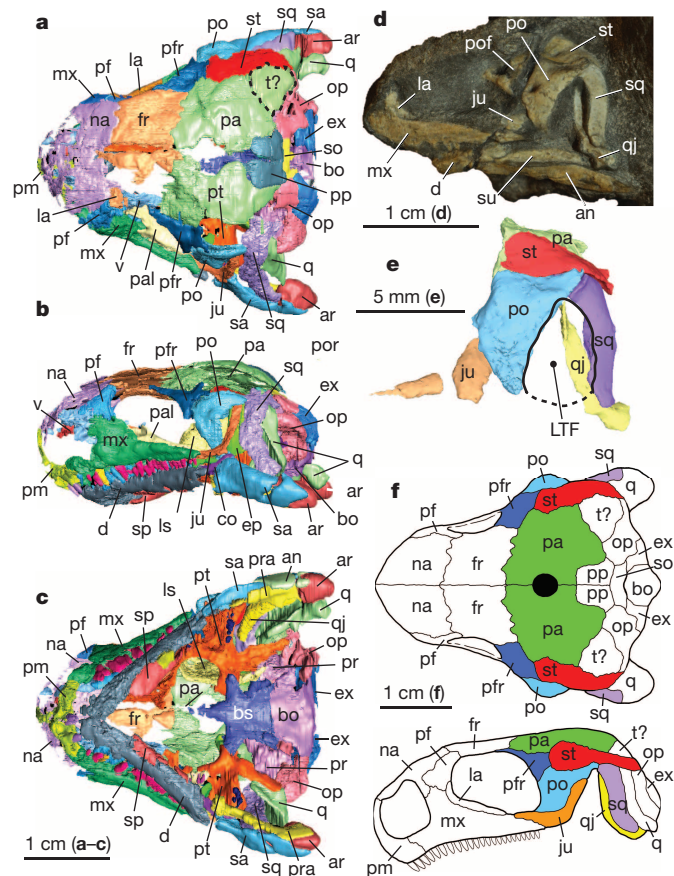 a
po
sq
sa
st
ar
pfr
la
q
mx
pf
t?
op
na
fr
pa
ex
so
bo
pm
pp
pt
op
la
q
pf
v
mx
pal
pfr
po
ju
sa
sq
ar
b
po
pfr
pa
por
fr
sq
pf
ex
na
op
v
pal
mx
q
pm
ar
d
sp
ls
ju
co
ep
sa
ar
bo
c
an
pra
sa
ar
pt
ls
q
sp
mx
qj
pf
op
na
pr
pm
pa
ex
fr
bs
bo
na
ex
pr
sp
op
mx
d
q
pt
sa
sq
pra
ar
1 cm (a–c)
d
po
st
pof
la
sq
ju
mx
qj
d
su
an
1 cm (d)
e
pa
st
5 mm (e)
po
sq
ju
qj
LTF
f
po
sq
q
pfr
st
pf
t?
ex
pa
op
so
na
fr
pp
bo
na
fr
pp
op
pa
ex
pf
t?
pfr
st
q
po
sq
1 cm (f)
fr
pa
t?
na
pf
st
op
la
pfr
ex
po
sq
mx
qj
q
pm
ju